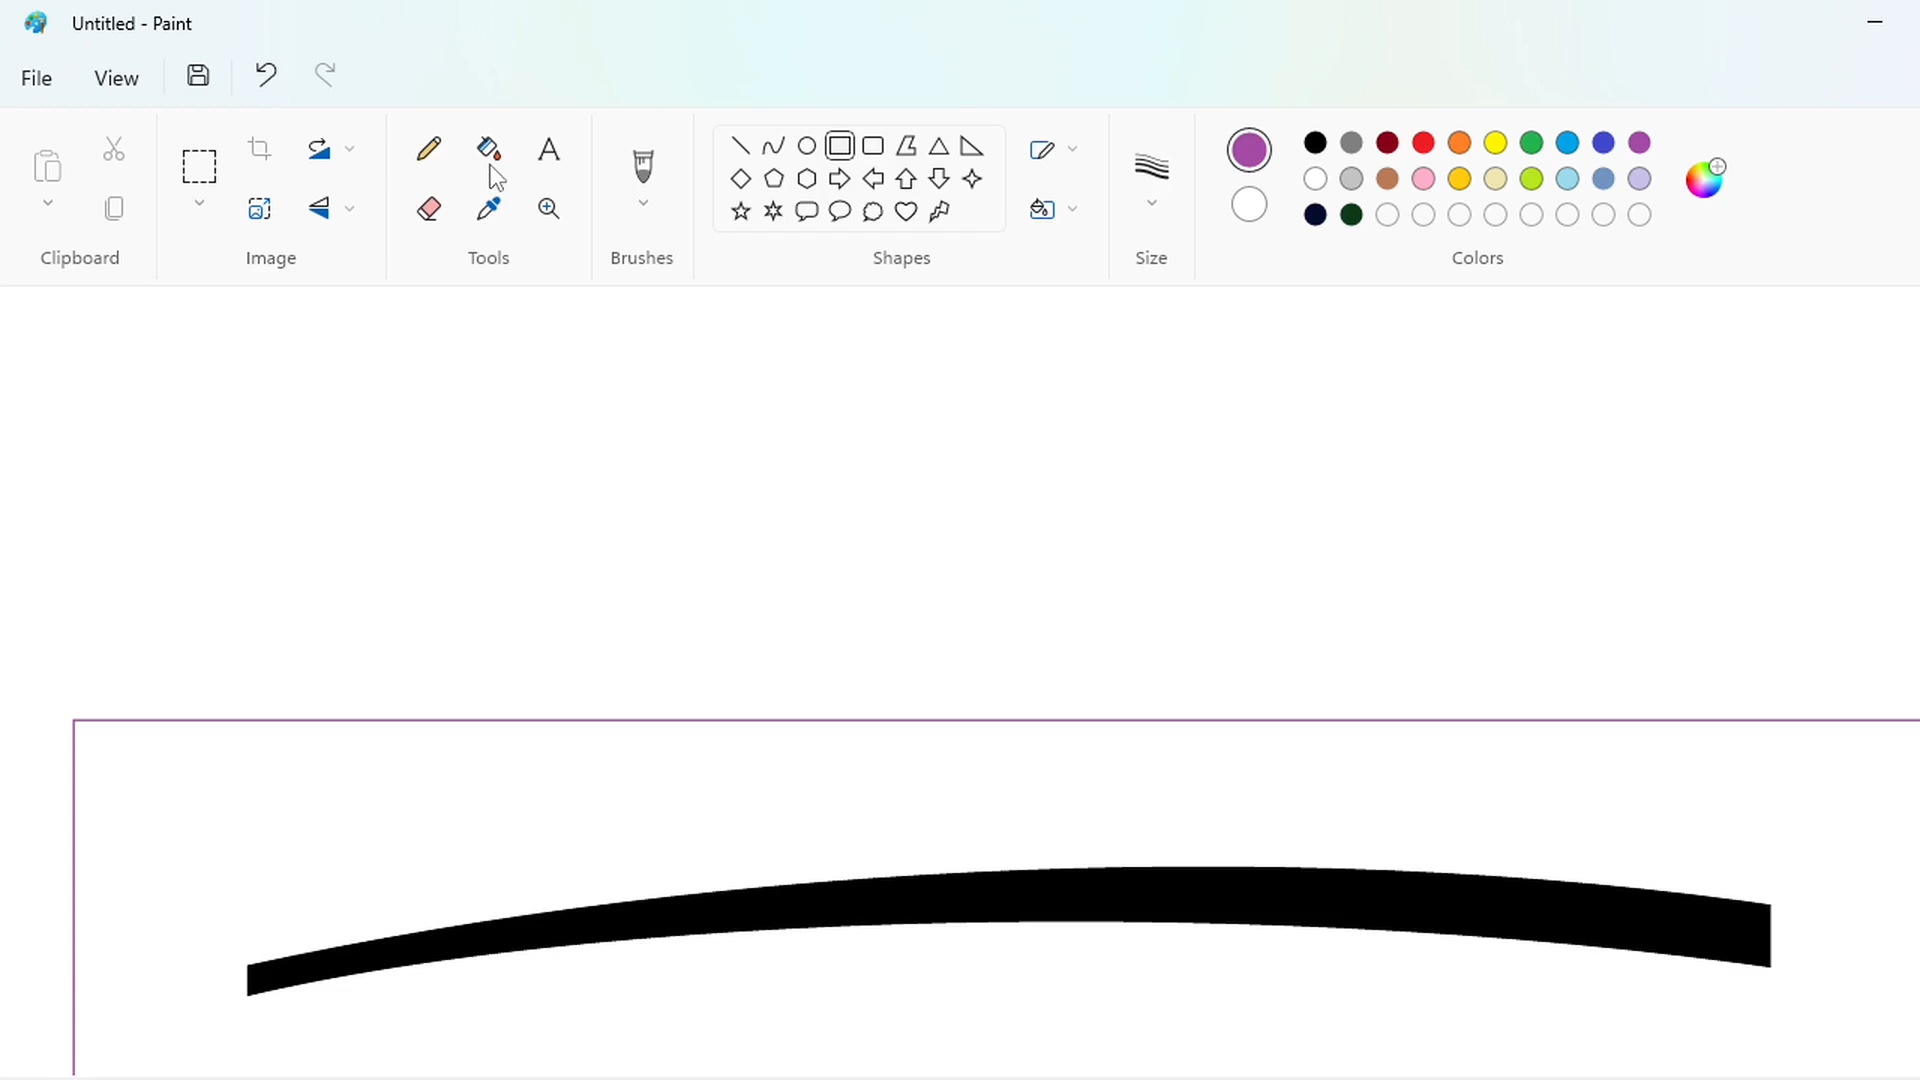 Untitled - Paint
File View
Clipboard Image Tools Brushes Shapes Size Colors